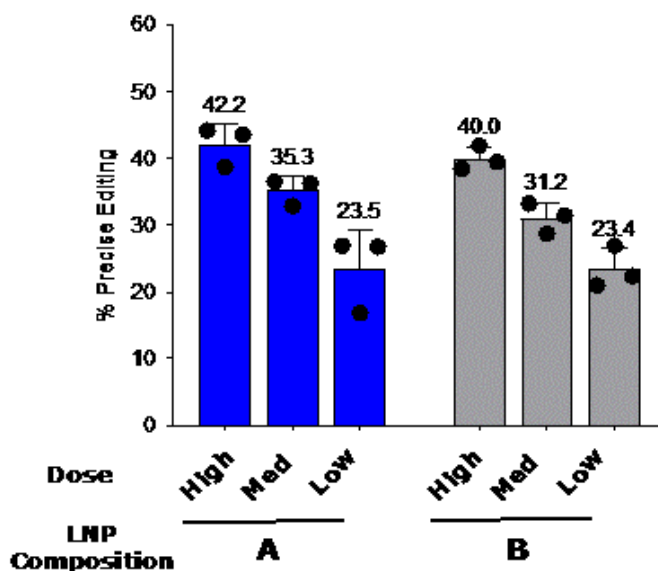 60
50
40
30
20
10
0
% Precise Editing
42.2
35.3
23.5
40.0
31.2
23.4
Dose
High
Med
Low
High
Med
Low
LNP
Composition
A
B